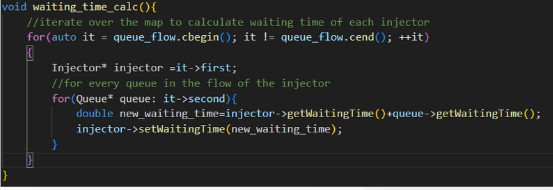 void waiting_time_calc(){
//iterate over the map to calculate waiting time of each injector
for(auto it = queue_flow.cbegin(); it != queue_flow.cend(); ++it)
{
Injector* injector =it->first;
//for every queue in the flow of the injector
for(Queue* queue: it->second){
double new_waiting_time=injector->getWaitingTime()+queue->getWaitingTime();
injector->setWaitingTime(new_waiting_time);
}
}
}